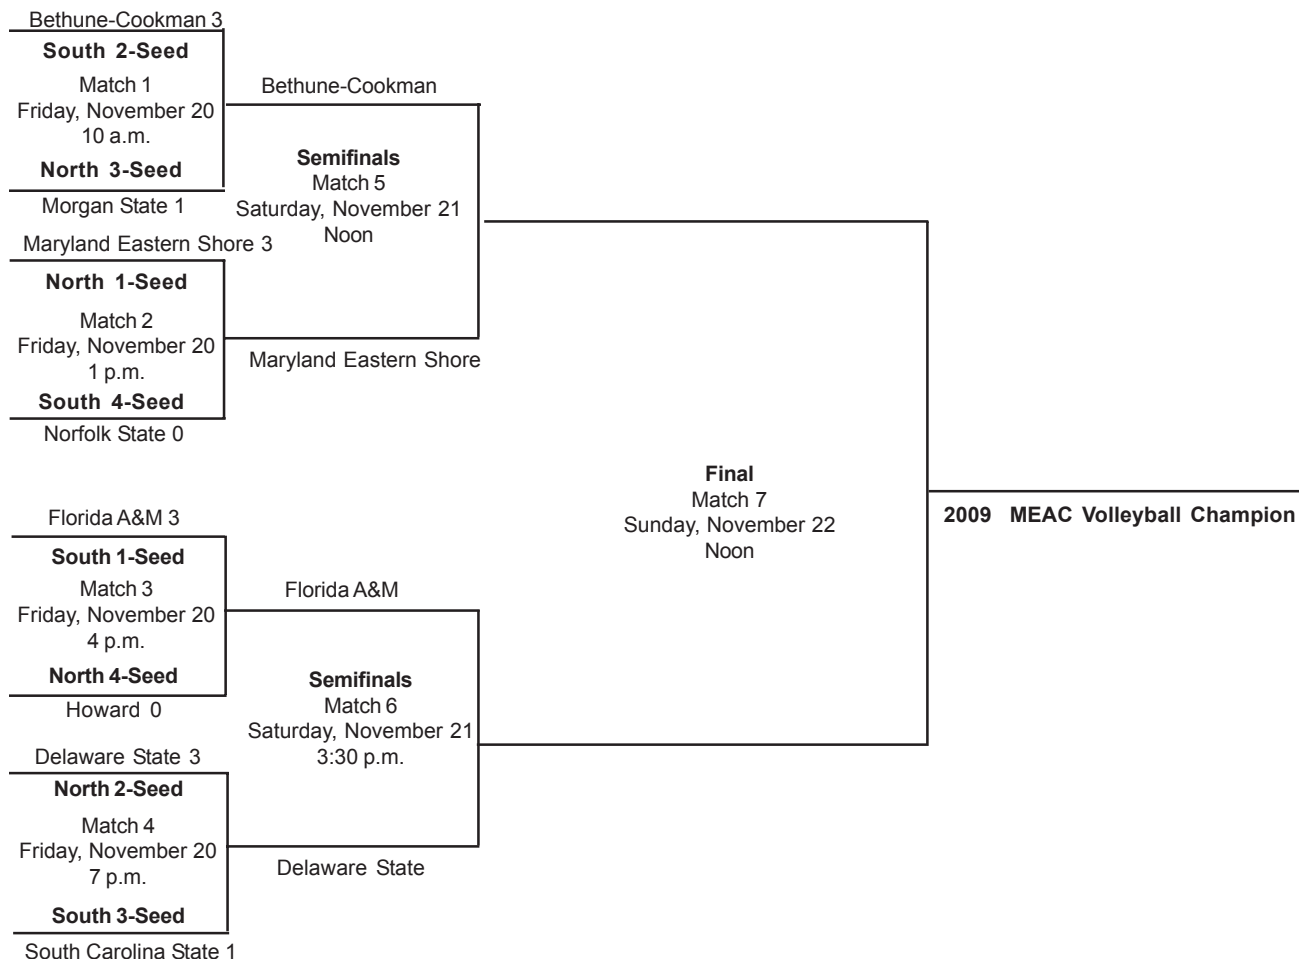 Bethune-Cookman 3
South 2-Seed
Match 1
Friday, November 20
10 a.m.
North 3-Seed
Morgan State 1
Maryland Eastern Shore 3
North 1-Seed
Match 2
Friday, November 20
1 p.m.
South 4-Seed
Norfolk State 0
Florida A&M 3
South 1-Seed
Match 3
Friday, November 20
4 p.m.
North 4-Seed
Howard 0
Delaware State 3
North 2-Seed
Match 4
Friday, November 20
7 p.m.
South 3-Seed
South Carolina State 1
Bethune-Cookman
Semifinals
Match 5
Saturday, November 21
Noon
Maryland Eastern Shore
Florida A&M
Semifinals
Match 6
Saturday, November 21
3:30 p.m.
Delaware State
Final
Match 7
Sunday, November 22
Noon
2009 MEAC Volleyball Champion